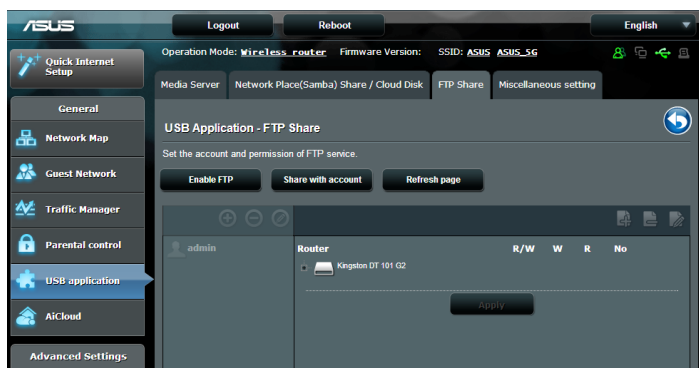 ASUS
Logout
Reboot
English
Quick Internet
Setup
Operation Mode: Wireless router Firmware Version: SSID: ASUS ASUS_5G
Media Server
Network Place(Samba) Share / Cloud Disk
FTP Share
Miscellaneous setting
General
Network Map
Guest Network
Traffic Manager
Parental control
USB application
AiCloud
Advanced Settings
USB Application - FTP Share
Set the account and permission of FTP service.
Enable FTP
Share with account
Refresh page
admin
Router R/W W R No
Kingston DT 101 G2
Apply